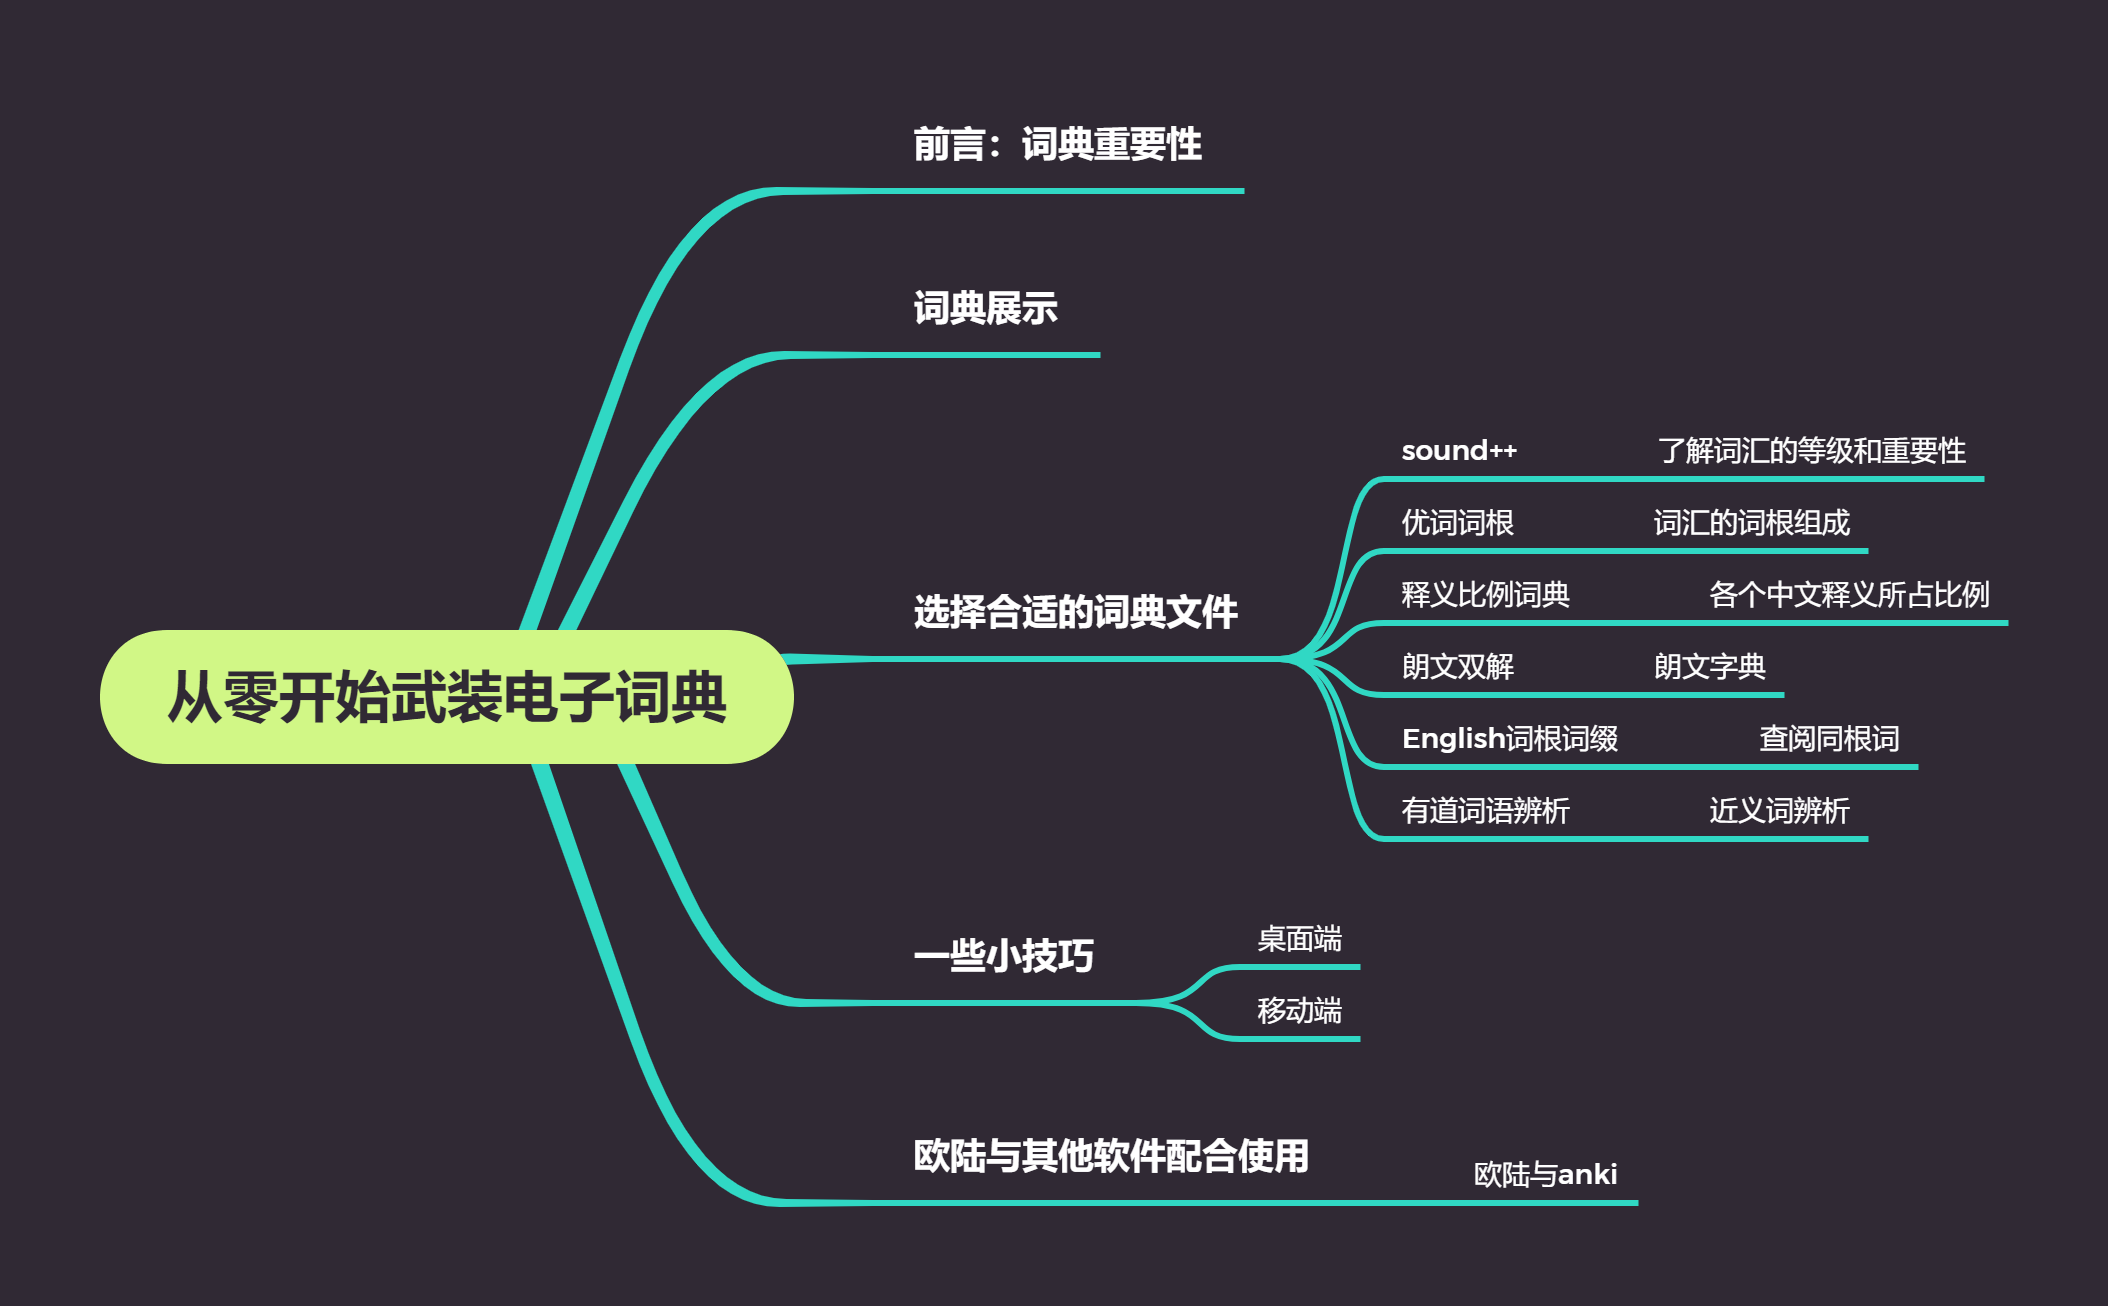 前言：词典重要性
词典展示
从零开始武装电子词典
选择合适的词典文件
sound++ 了解词汇的等级和重要性
优词词根 词汇的词根组成
释义比例词典 各个中文释义所占比例
朗文双解 朗文字典
English词根词缀 查阅同根词
有道词语辨析 近义词辨析
一些小技巧
桌面端
移动端
欧陆与其他软件配合使用
欧陆与anki